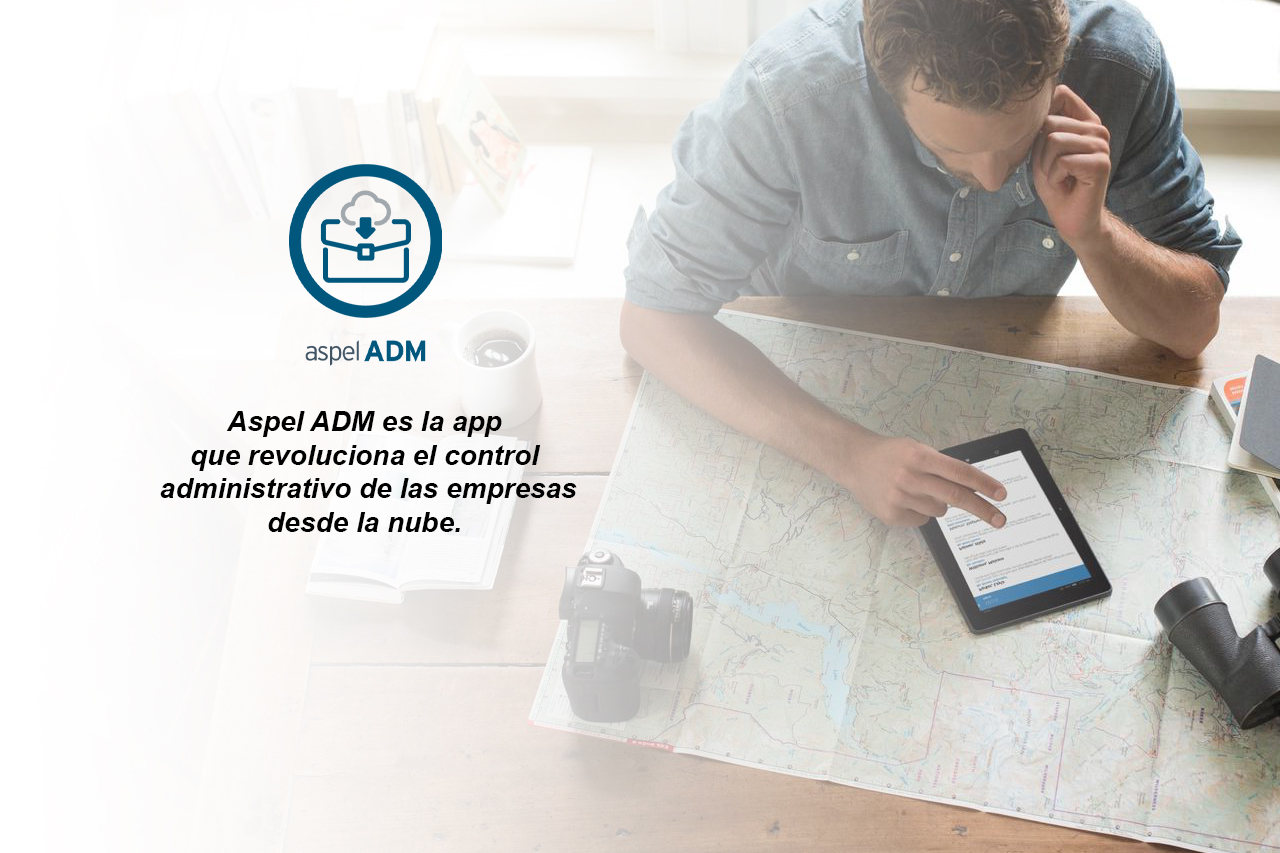 aspel ADM
Aspel ADM es la app
que revoluciona el control
administrativo de las empresas
desde la nube.